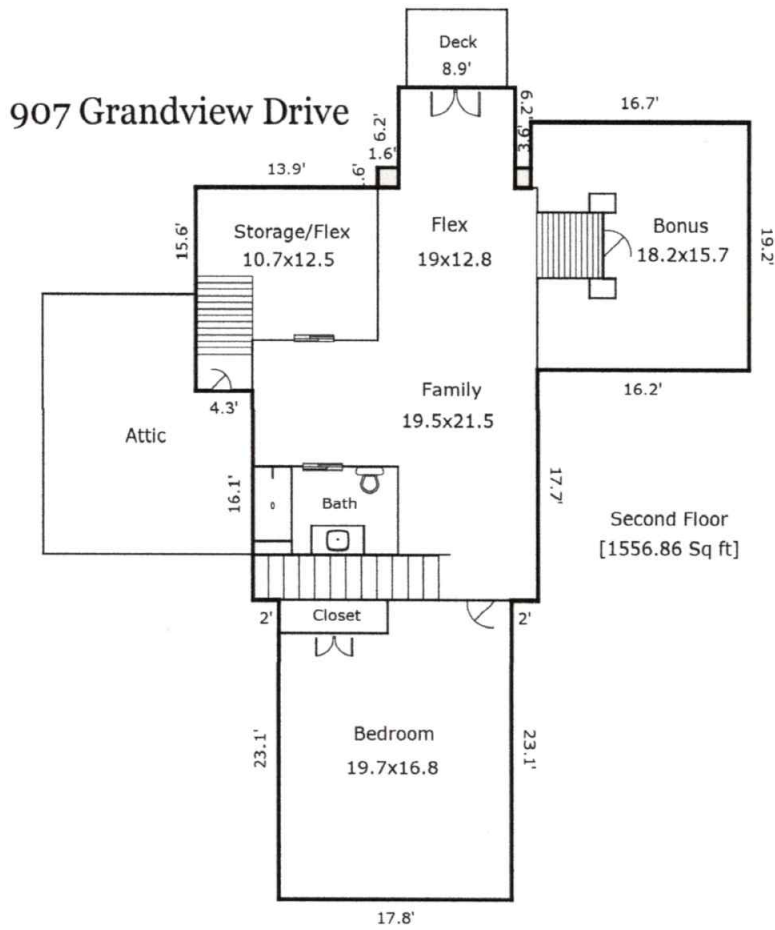 Deck
8.9'
907 Grandview Drive
6.2'
6.2'
3.6'
16.7'
1.6'
.6'
13.9'
15.6'
Storage/Flex
10.7x12.5
Flex
19x12.8
Bonus
18.2x15.7
19.2'
4.3'
Family
19.5x21.5
16.2'
Attic
16.1'
Bath
17.7'
Second Floor
[1556.86 Sq ft]
2'
Closet
2'
23.1'
Bedroom
19.7x16.8
23.1'
17.8'